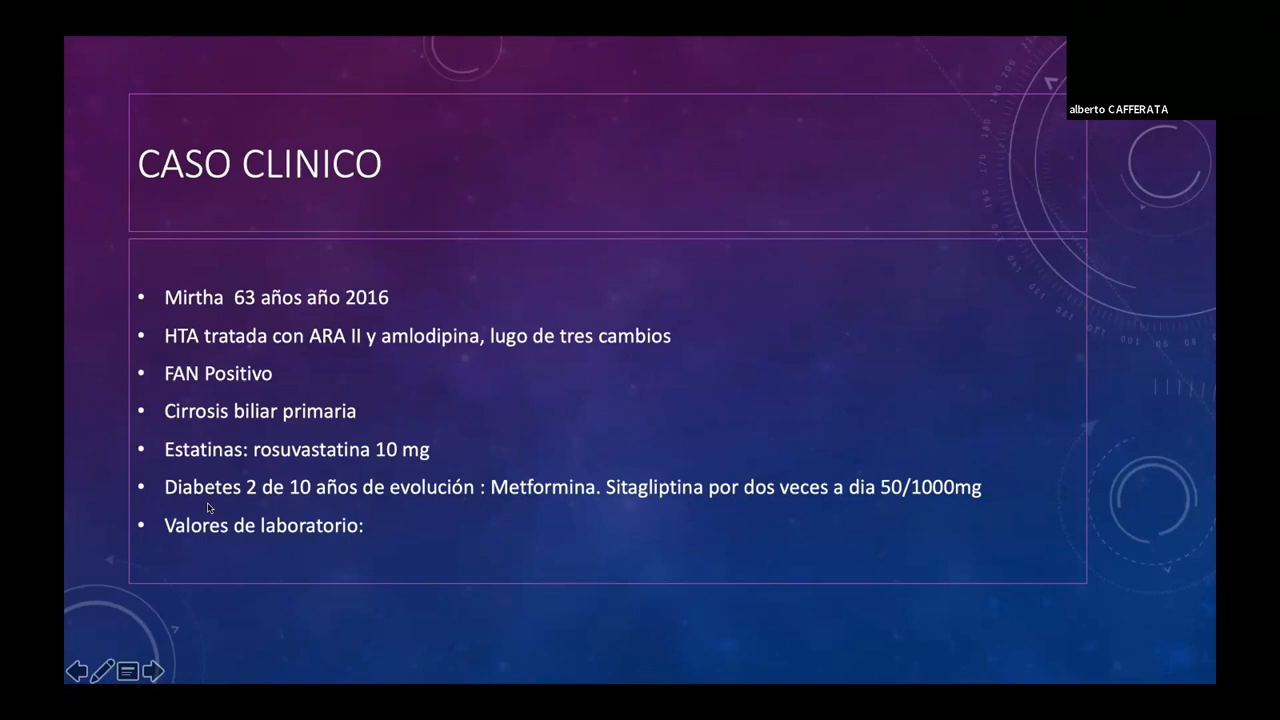 alberto CAFFERATA
CASO CLINICO
• Mirtha 63 años año 2016
• HTA tratada con ARA II y amlodipina, lugo de tres cambios
• FAN Positivo
• Cirrosis biliar primaria
• Estatinas: rosuvastatina 10 mg
• Diabetes 2 de 10 años de evolución : Metformina. Sitagliptina por dos veces a dia 50/1000mg
• Valores de laboratorio: